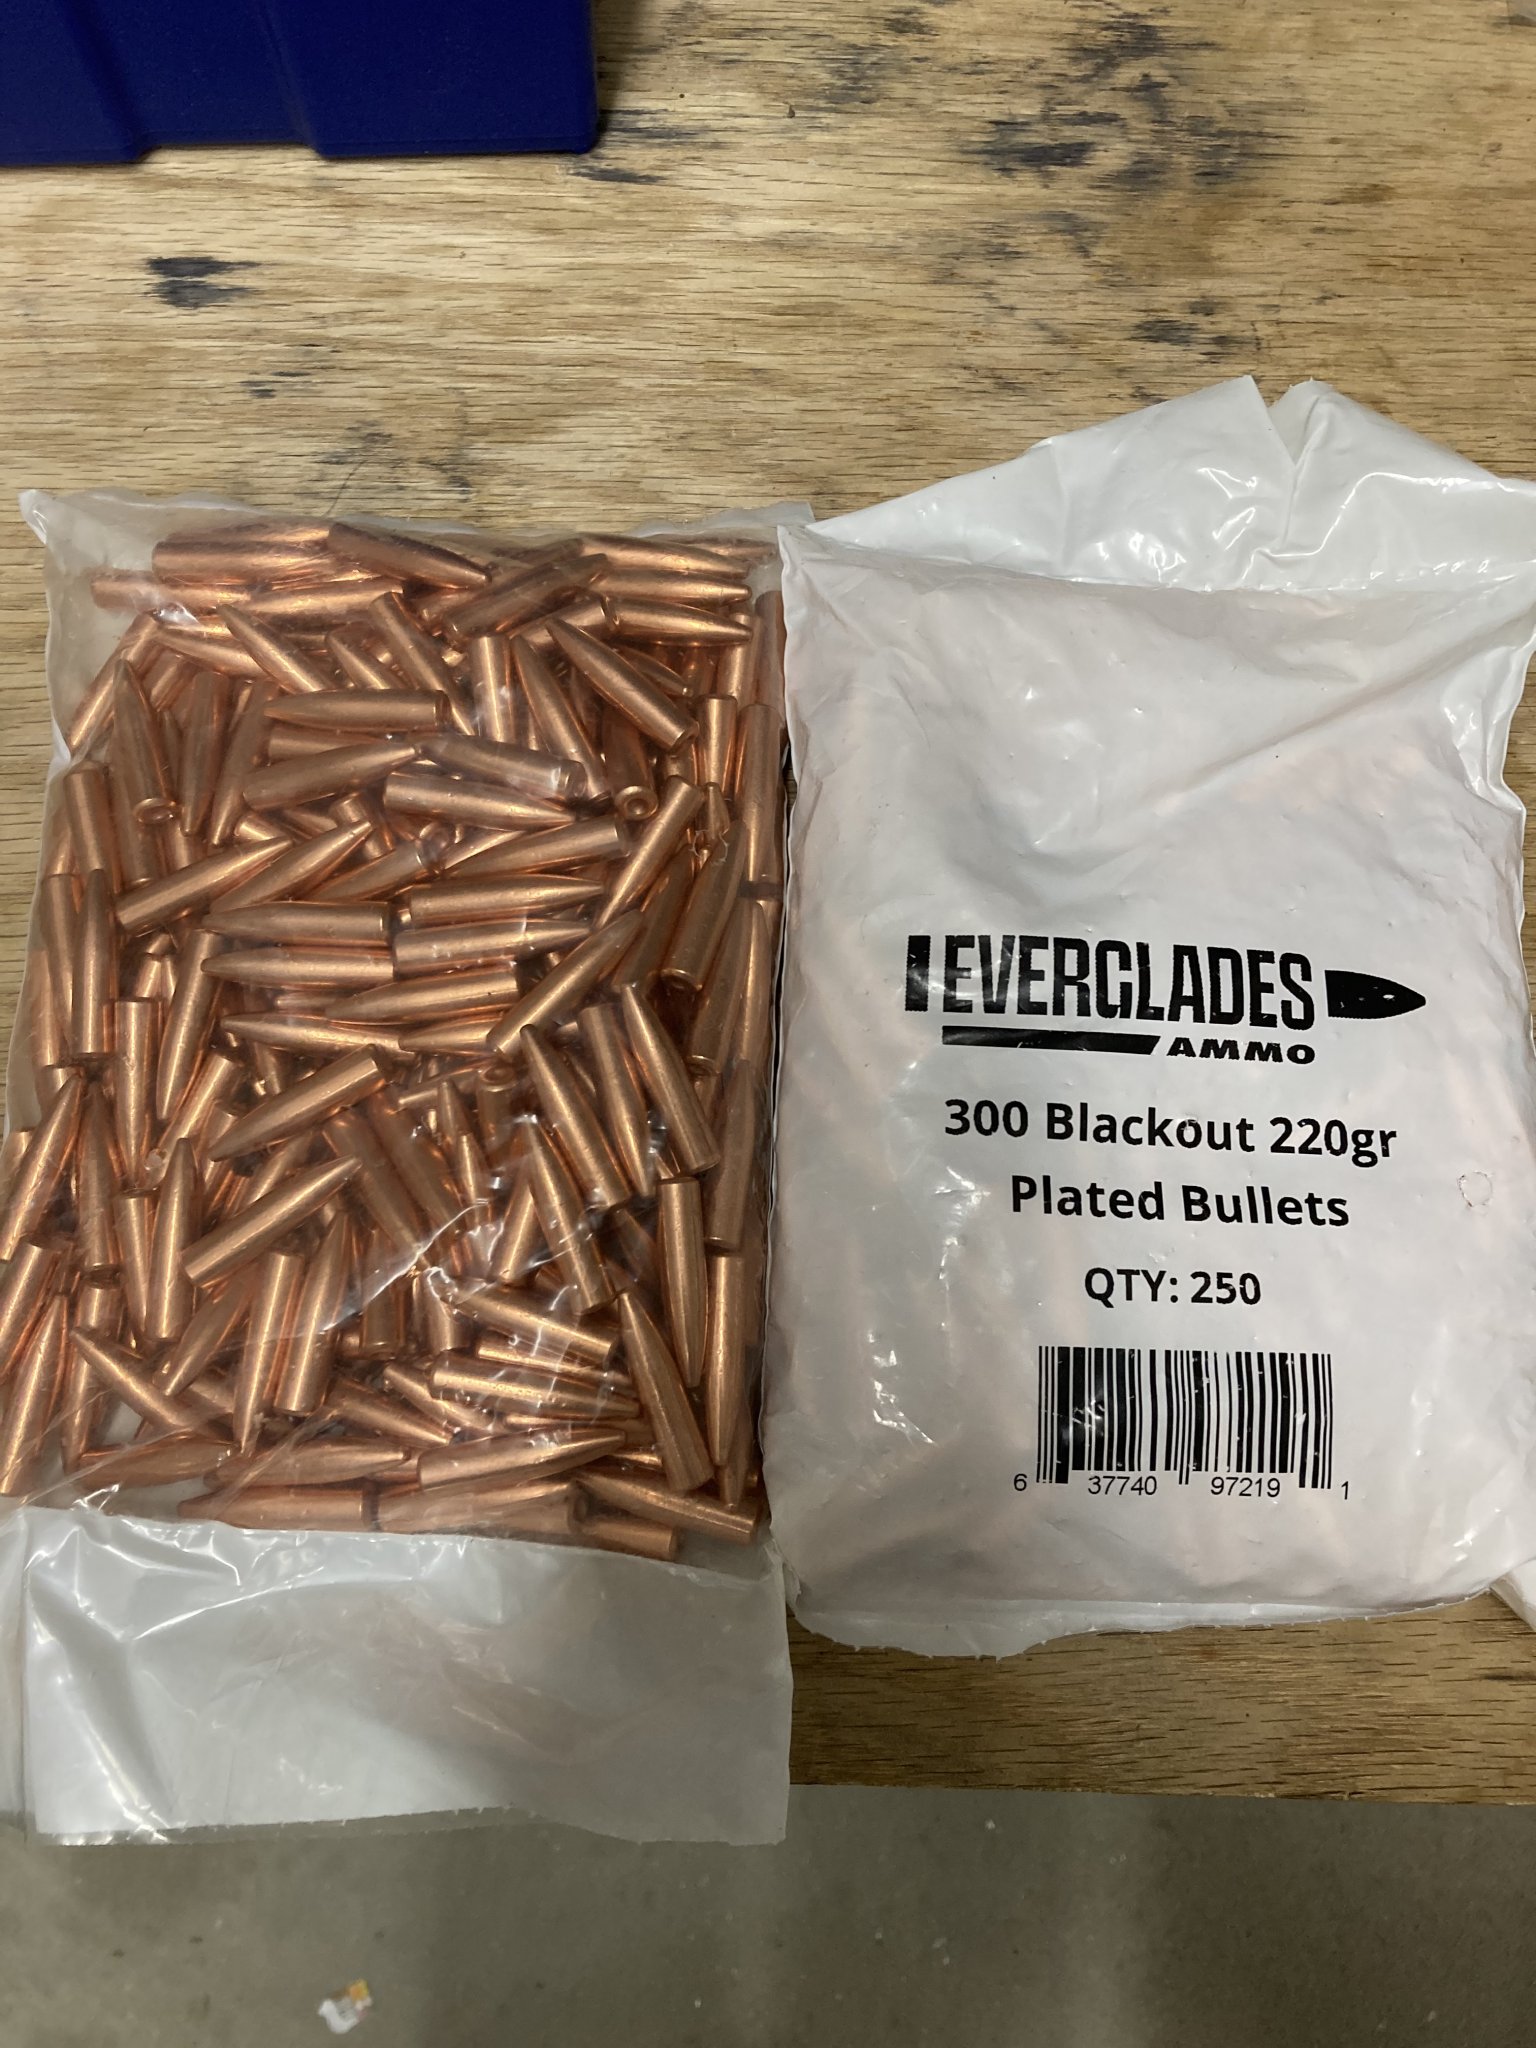 EVERGLADES
AMMO
300 Blackout 220gr
Plated Bullets
QTY: 250
6 37740 97219 1